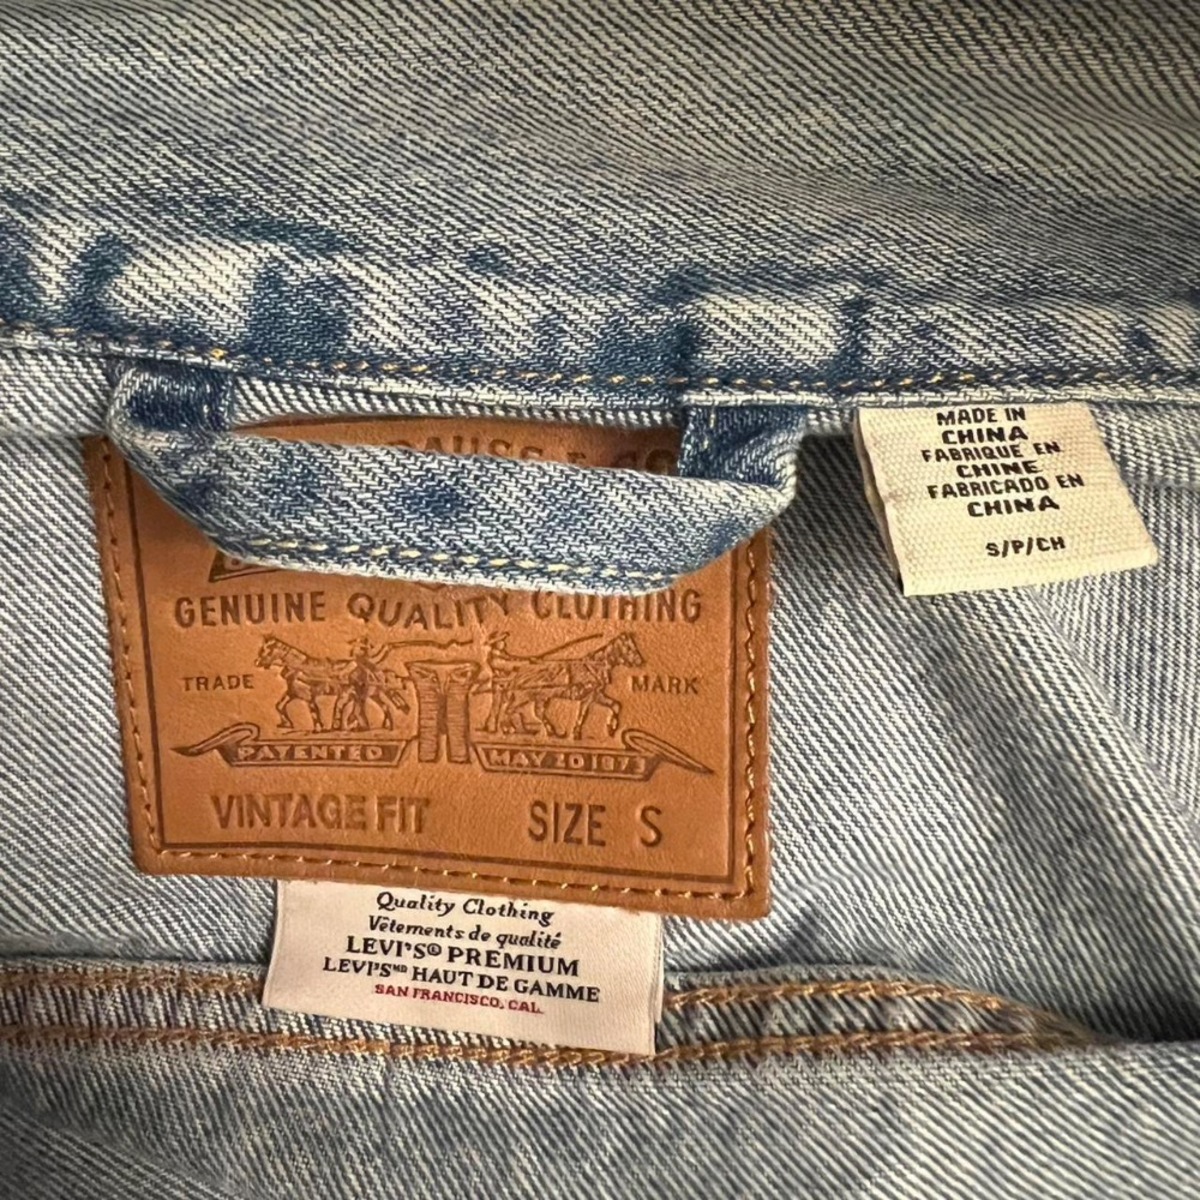 GENUINE QUALITY CLOTHING
TRADE MARK
PATENTED MAY 20 1873
VINTAGE FIT SIZE S
Quality Clothing
Vêtements de qualité
LEVI'S® PREMIUM
LEVI'S MD HAUT DE GAMME
SAN FRANCISCO, CAL.
MADE IN
CHINA
FABRIQUE EN
CHINE
FABRICADO EN
CHINA
S/P/CH